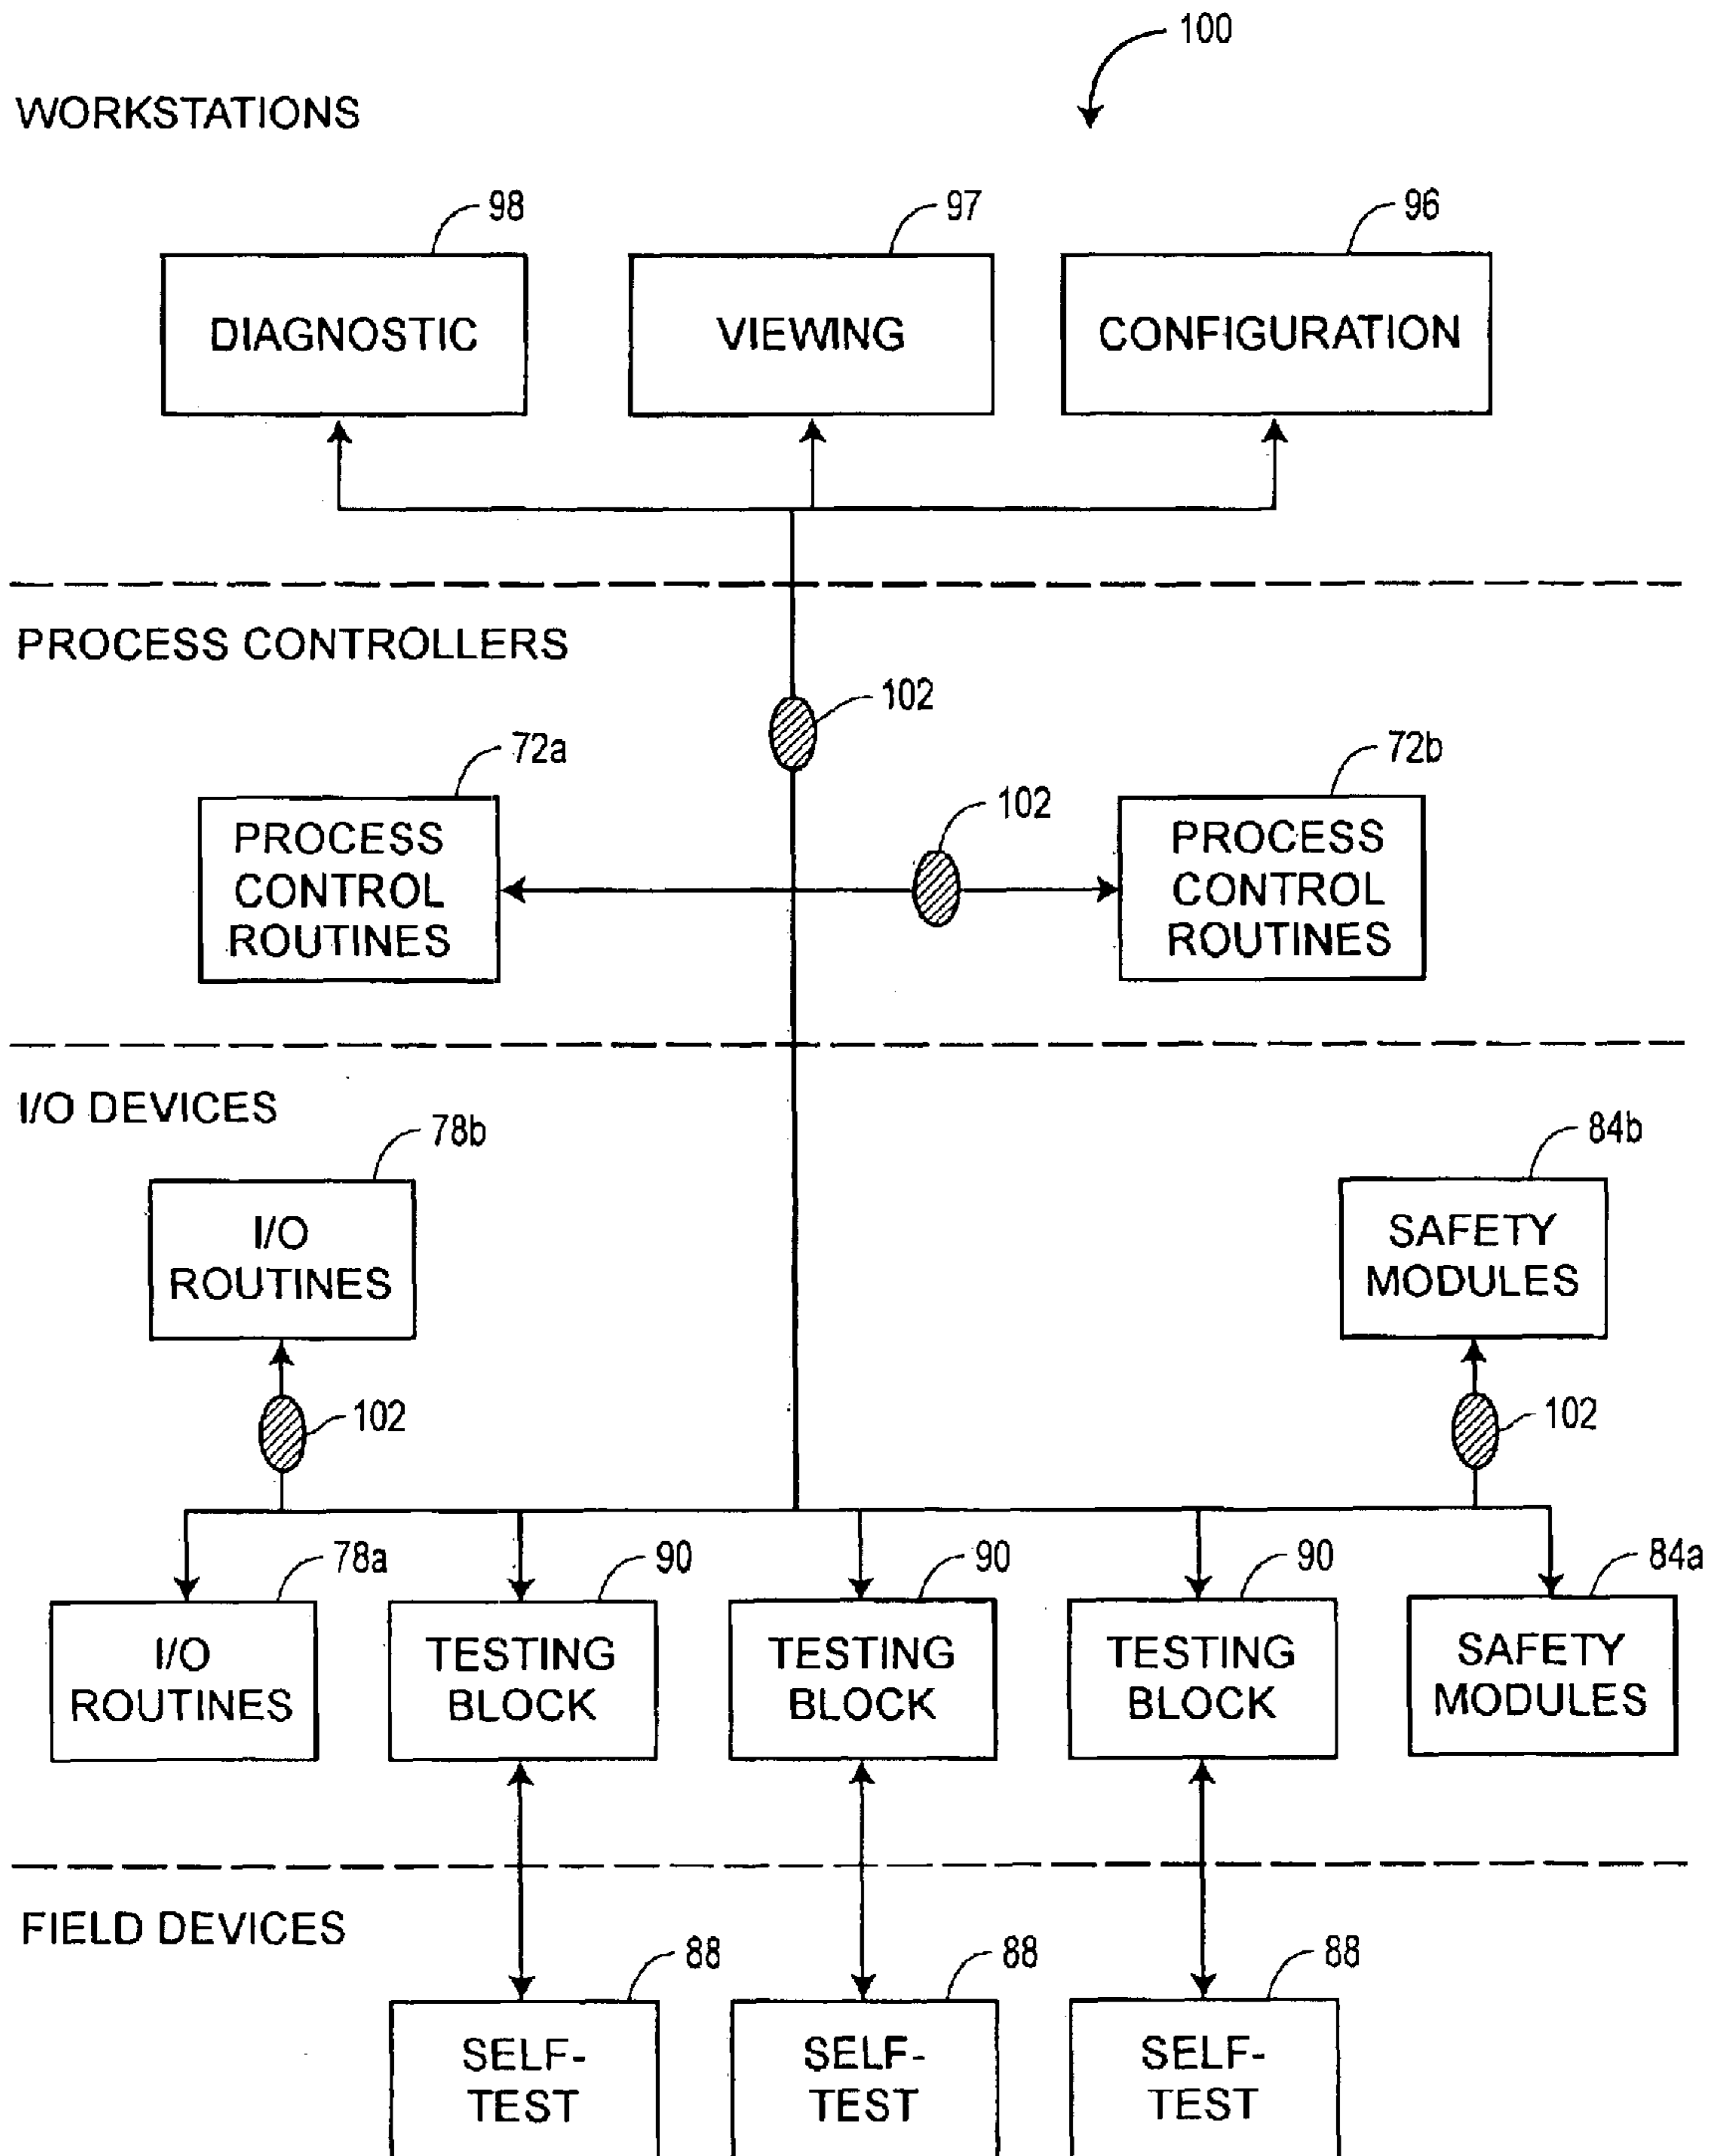 100
WORKSTATIONS
98
97
96
DIAGNOSTIC
VIEWING
CONFIGURATION
PROCESS CONTROLLERS
102
72a
72b
102
PROCESS
CONTROL
ROUTINES
PROCESS
CONTROL
ROUTINES
I/O DEVICES
78b
84b
I/O
ROUTINES
SAFETY
MODULES
102
102
78a
90
90
90
84a
I/O
ROUTINES
TESTING
BLOCK
TESTING
BLOCK
TESTING
BLOCK
SAFETY
MODULES
FIELD DEVICES
88
88
88
SELF-
TEST
SELF-
TEST
SELF-
TEST